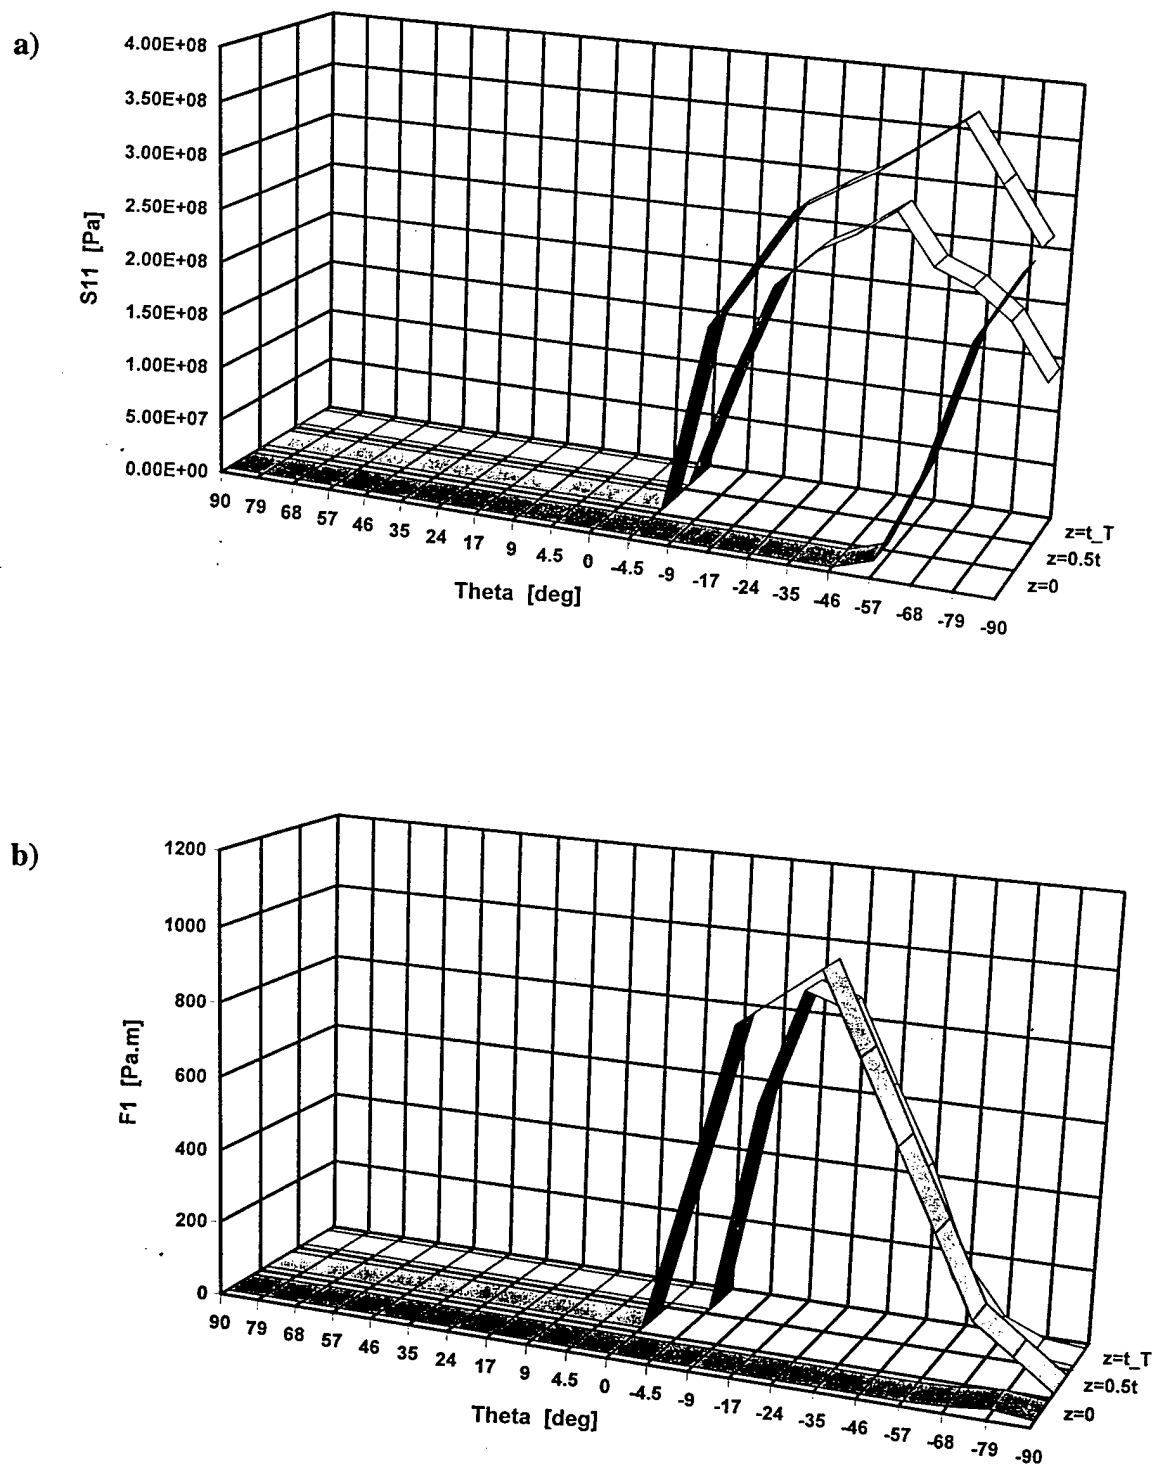 a)
S11 [Pa]
4.00E+08
3.50E+08
3.00E+08
2.50E+08
2.00E+08
1.50E+08
1.00E+08
5.00E+07
0.00E+00
90 79 68 57 46 35 24 17 9 4.5 0 -4.5 -9 -17 -24 -35 -46 -57 -68 -79 -90
z=t_T
z=0.5t
z=0
Theta [deg]
b)
F1 [Pa.m]
1200
1000
800
600
400
200
0
90 79 68 57 46 35 24 17 9 4.5 0 -4.5 -9 -17 -24 -35 -46 -57 -68 -79 -90
z=t_T
z=0.5t
z=0
Theta [deg]